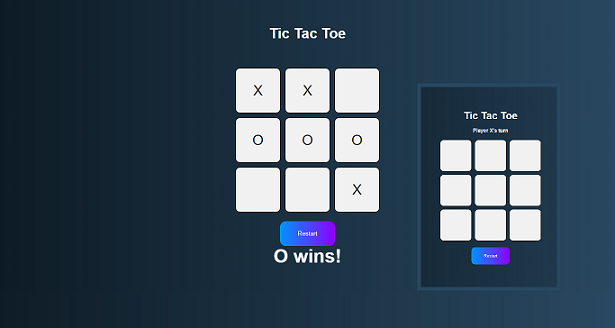 Tic Tac Toe
X X
O O O
X
Restart
O wins!
Tic Tac Toe
Player X's turn
Restart